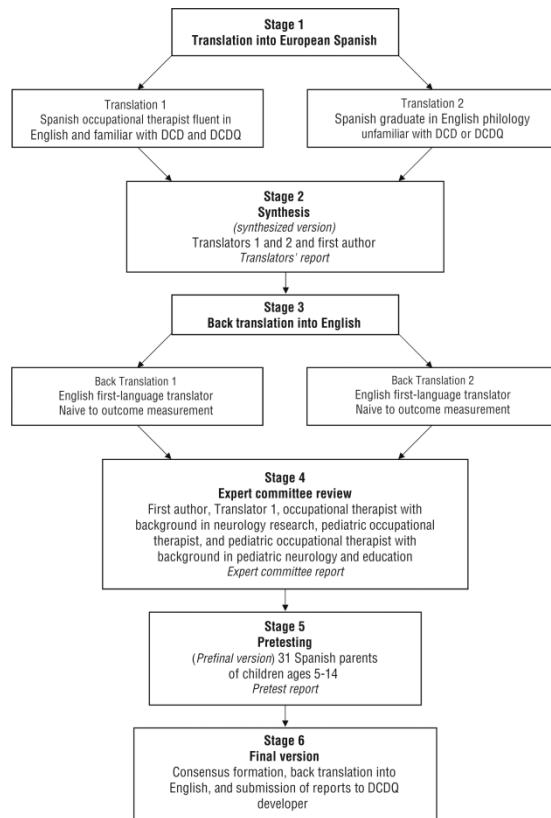 Stage 1
Translation into European Spanish
Translation 1
Spanish occupational therapist fluent in
English and familiar with DCD and DCDQ
Translation 2
Spanish graduate in English philology
unfamiliar with DCD or DCDQ
Stage 2
Synthesis
(synthesized version)
Translators 1 and 2 and first author
Translators' report
Stage 3
Back translation into English
Back Translation 1
English first-language translator
Naive to outcome measurement
Back Translation 2
English first-language translator
Naive to outcome measurement
Stage 4
Expert committee review
First author, Translator 1, occupational therapist with
background in neurology research, pediatric occupational
therapist, and pediatric occupational therapist with
background in pediatric neurology and education
Expert committee report
Stage 5
Pretesting
(Prefinal version) 31 Spanish parents
of children ages 5-14
Pretest report
Stage 6
Final version
Consensus formation, back translation into
English, and submission of reports to DCDQ
developer